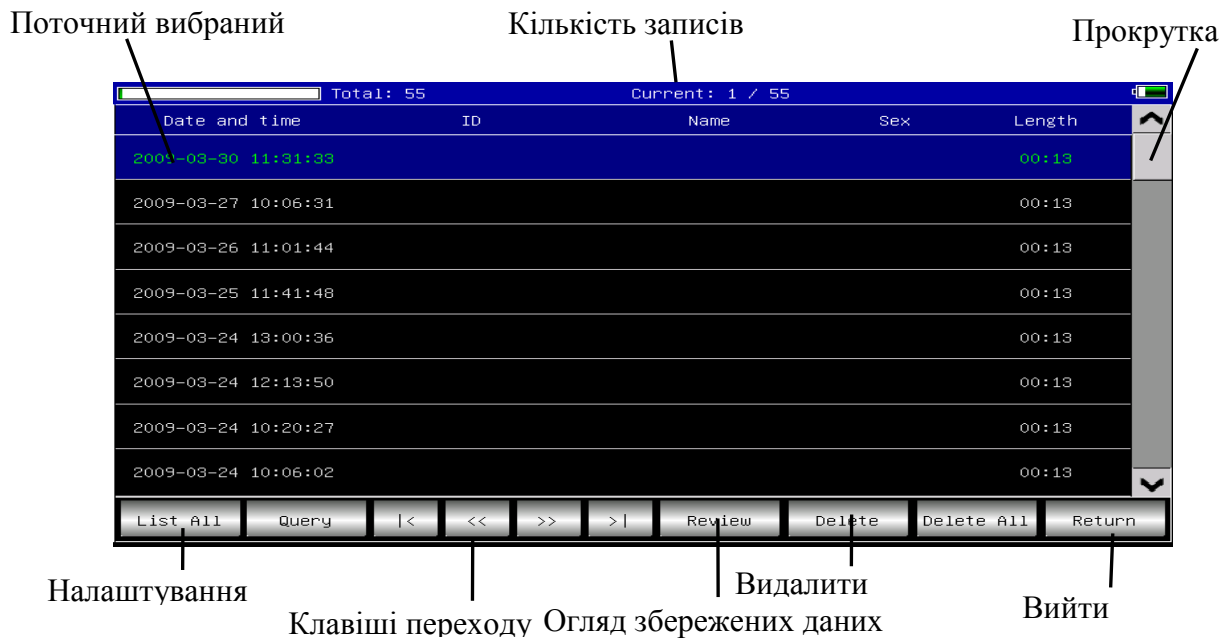 Поточний вибраний Кількість записів Прокрутка
Total: 55 Current: 1 / 55
Date and time ID Name Sex Length
2009-03-30 11:31:33 00:13
2009-03-27 10:06:31 00:13
2009-03-26 11:01:44 00:13
2009-03-25 11:41:48 00:13
2009-03-24 13:00:36 00:13
2009-03-24 12:13:50 00:13
2009-03-24 10:20:27 00:13
2009-03-24 10:06:02 00:13
List All Query |< << >> >| Review Delete Delete All Return
Налаштування Видалити Вийти
Клавіші переходу Огляд збережених даних